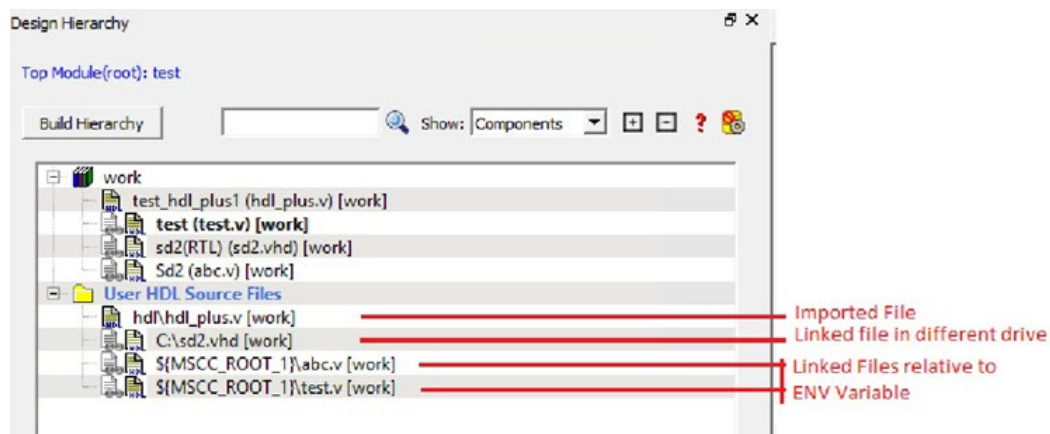 Design Hierarchy
Top Module(root): test
Build Hierarchy Show: Components ?
work
test_hdl_plus1 (hdl_plus.v) [work]
test (test.v) [work]
sd2(RTL) (sd2.vhd) [work]
Sd2 (abc.v) [work]
User HDL Source Files
hdl\hdl_plus.v [work] Imported File
C:\sd2.vhd [work] Linked file in different drive
${MSCC_ROOT_1}\abc.v [work] Linked Files relative to
${MSCC_ROOT_1}\test.v [work] ENV Variable